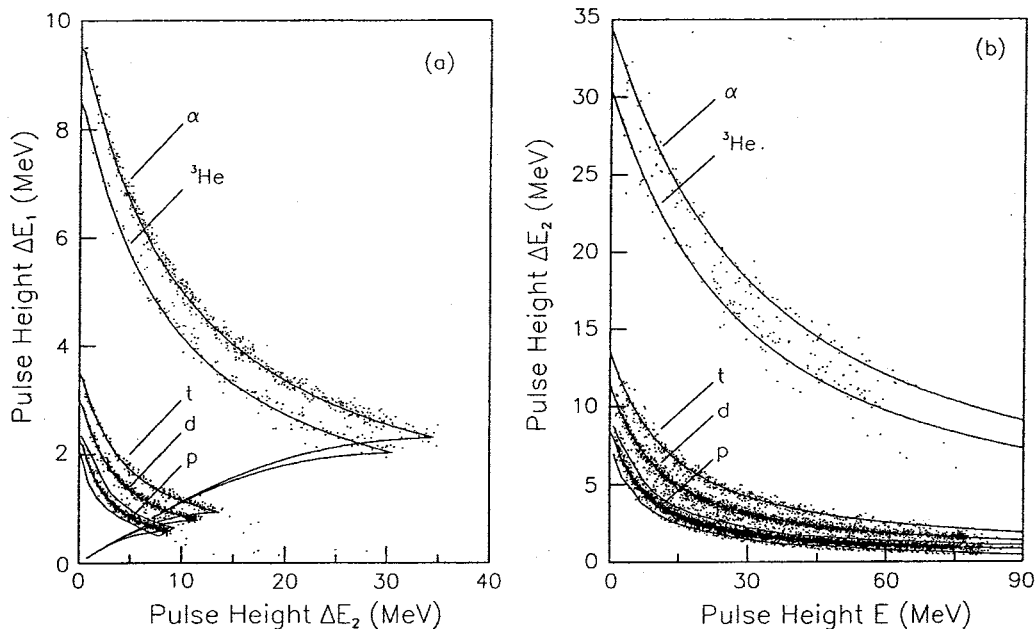 10
8
6
4
2
0
0
10
20
30
40
Pulse Height ΔE₁ (MeV)
Pulse Height ΔE₂ (MeV)
(a)
α
³He
t
d
p
35
30
25
20
15
10
5
0
0
30
60
90
Pulse Height ΔE₂ (MeV)
Pulse Height E (MeV)
(b)
α
³He
t
d
p